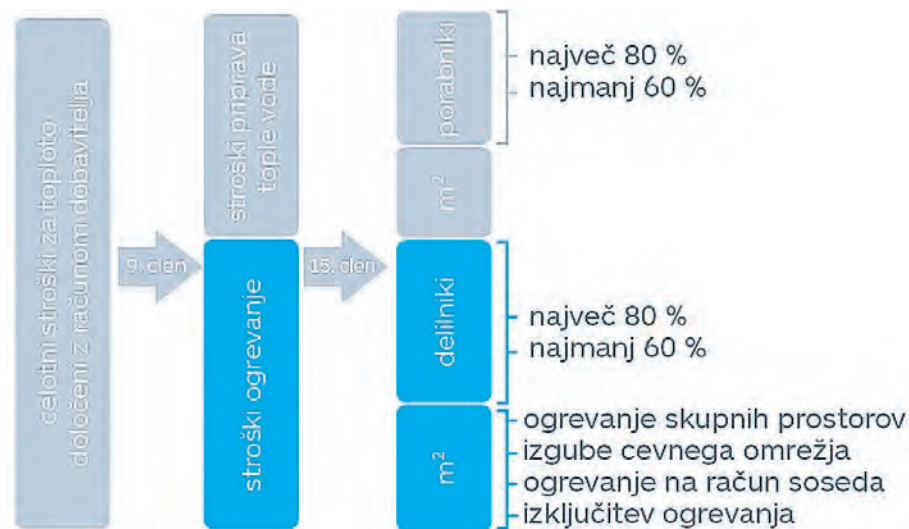 celotni stroški za toploto
določeni z računom dobavitelja
9. člen
stroški priprava
tople vode
stroški ogrevanje
15. člen
porabniki
največ 80 %
najmanj 60 %
m²
delilniki
največ 80 %
najmanj 60 %
m²
ogrevanje skupnih prostorov
izgube cevnega omrežja
ogrevanje na račun soseda
izključitev ogrevanja